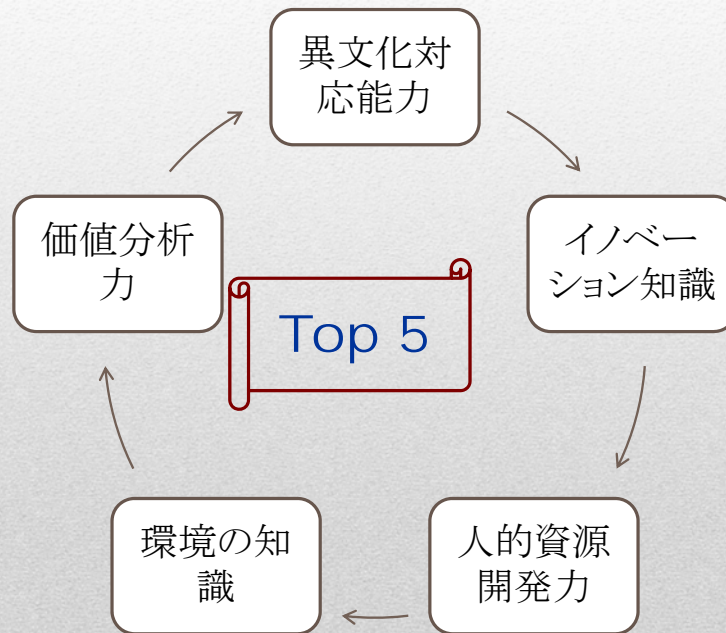 異文化対
応能力
価値分析
力
イノベー
ション知識
Top 5
環境の知
識
人的資源
開発力